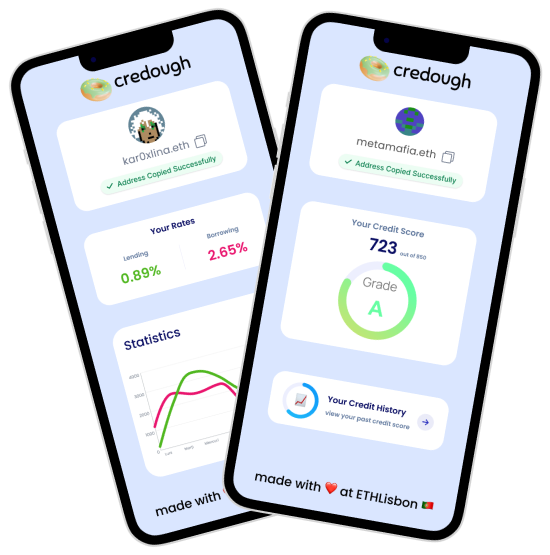 credough
kar0xlina.eth
Address Copied Successfully
Your Rates
Lending
Borrowing
0.89%
2.65%
Statistics
4000
3000
2000
1000
0
made with
credough
metamafia.eth
Address Copied Successfully
Your Credit Score
723 out of 850
Grade
A
Your Credit History
view your past credit score
made with ❤️ at ETHLisbon 🇵🇹